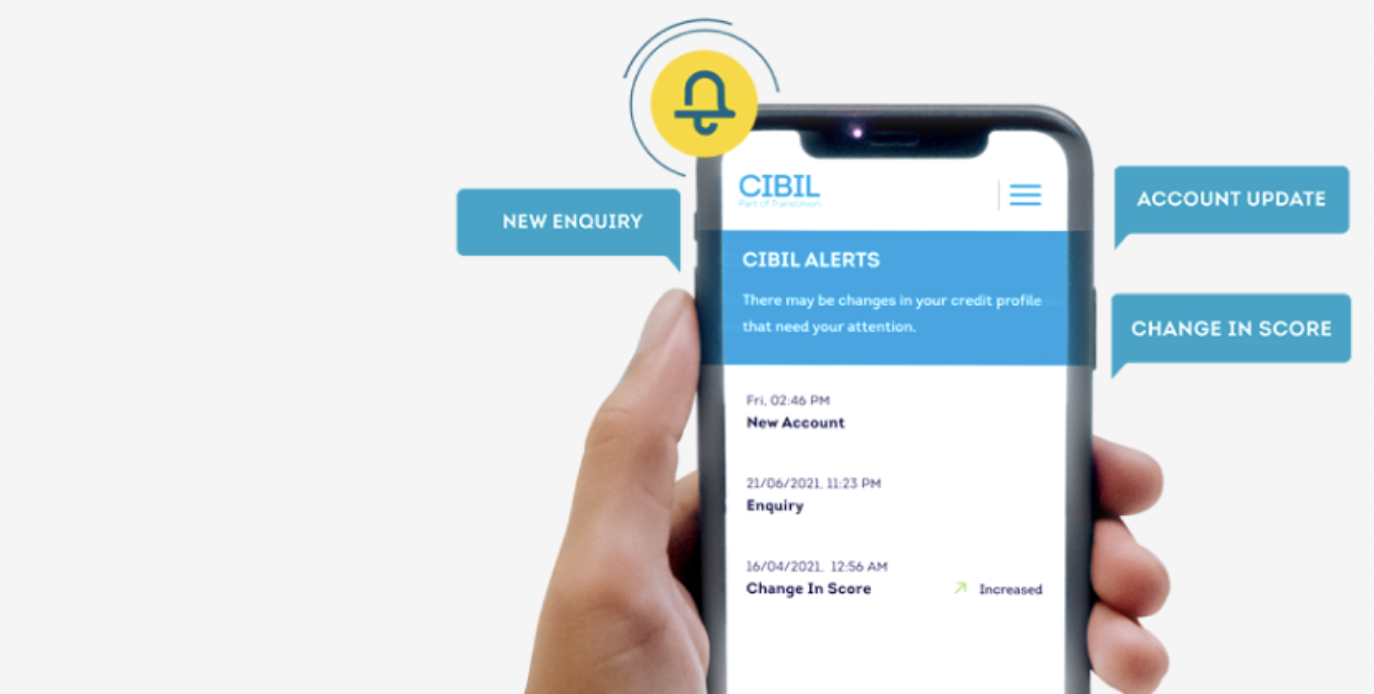 NEW ENQUIRY
CIBIL
Part of TransUnion
CIBIL ALERTS
There may be changes in your credit profile
that need your attention.
Fri, 02:46 PM
New Account
21/06/2021, 11:23 PM
Enquiry
16/04/2021, 12:56 AM
Change In Score
Increased
ACCOUNT UPDATE
CHANGE IN SCORE